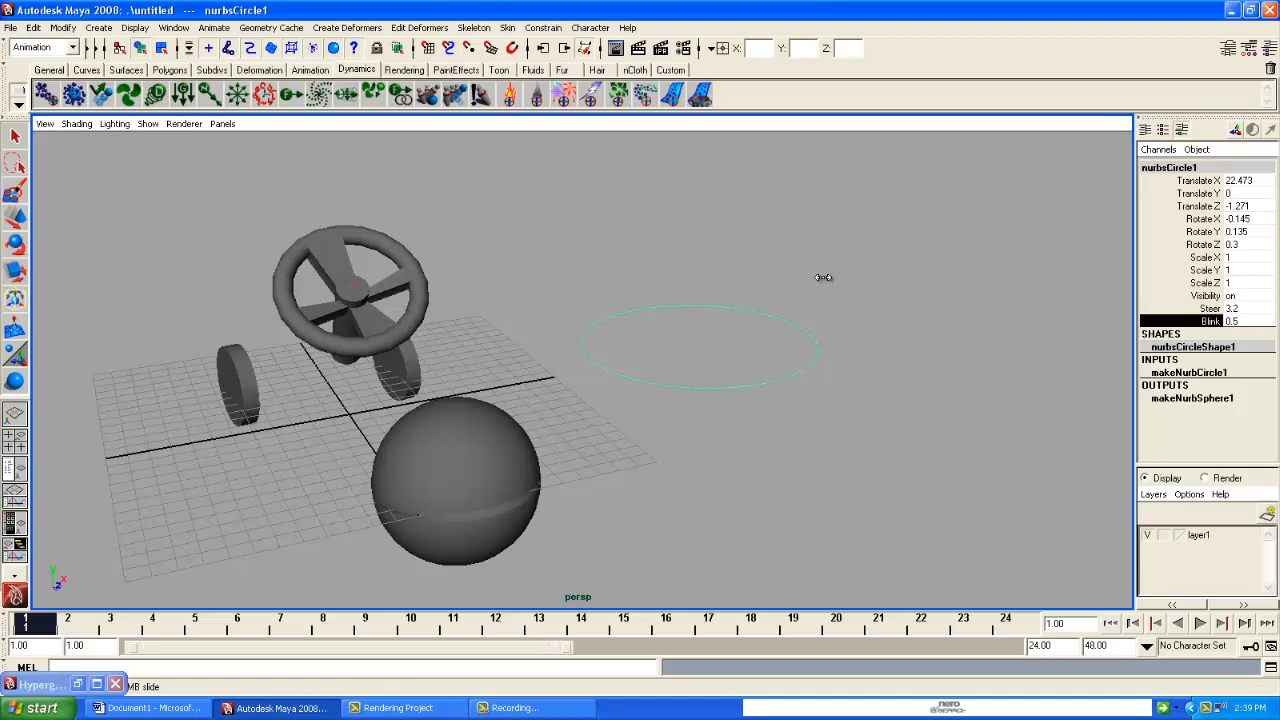 Autodesk Maya 2008: .\untitled --- nurbsCircle1
File Edit Modify Create Display Window Animate Geometry Cache Create Deformers Edit Deformers Skeleton Skin Constrain Character Help
Animation X: Y: Z:
General Curves Surfaces Polygons Subdivs Deformation Animation Dynamics Rendering PaintEffects Toon Fluids Fur Hair nCloth Custom
View Shading Lighting Show Renderer Panels
Channels Object
nurbsCircle1
Translate X 22.473
Translate Y 0
Translate Z -1.271
Rotate X -0.145
Rotate Y 0.135
Rotate Z 0.3
Scale X 1
Scale Y 1
Scale Z 1
Visibility on
Steer 3.2
Blink 0.5
SHAPES
nurbsCircleShape1
INPUTS
makeNurbCircle1
OUTPUTS
makeNurbSphere1
Display Render
Layers Options Help
V layer1
y x z
persp
1 2 3 4 5 6 7 8 9 10 11 12 13 14 15 16 17 18 19 20 21 22 23 24 1.00
1
1.00 1.00 24.00 48.00 No Character Set
MEL
Hyperg... MB slide
start Document1 - Microsof... Autodesk Maya 2008... Rendering Project Recording... nero SEARCH 2:39 PM